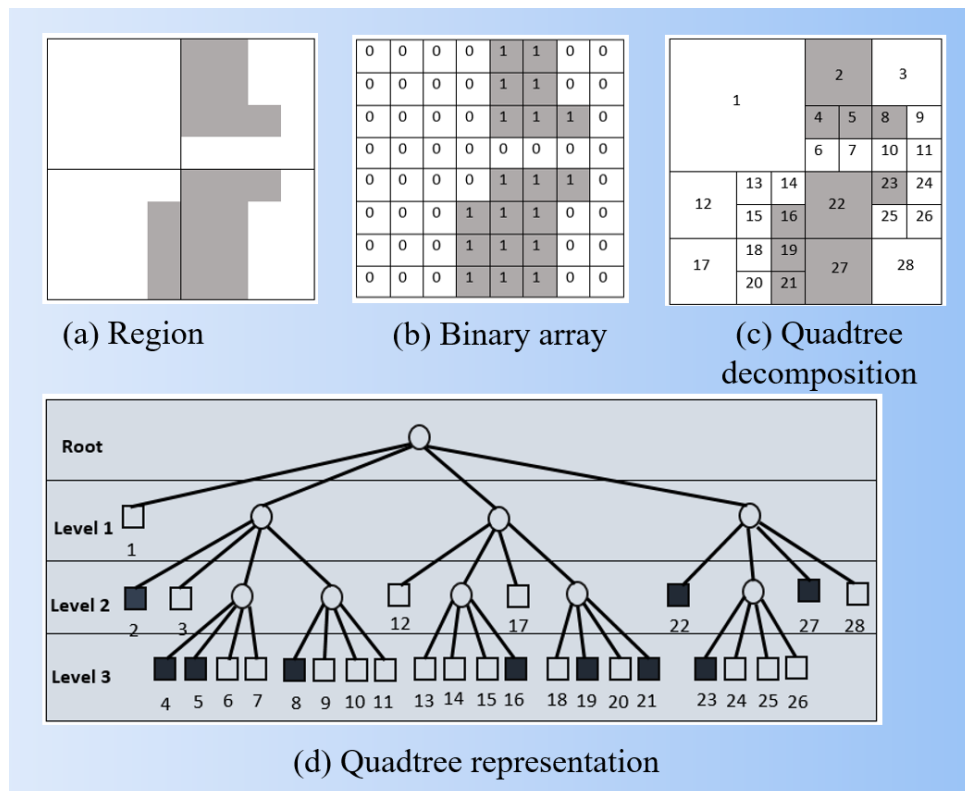 0 0 0 0 1 1 0 0
0 0 0 0 1 1 0 0
0 0 0 0 1 1 1 0
0 0 0 0 0 0 0 0
0 0 0 0 1 1 1 0
0 0 0 1 1 1 0 0
0 0 0 1 1 1 0 0
0 0 0 1 1 1 0 0
1 2 3
4 5 8 9
6 7 10 11
12 13 14 22 23 24
15 16 25 26
17 18 19 27 28
20 21
(a) Region
(b) Binary array
(c) Quadtree
decomposition
Root
Level 1
1
Level 2
2 3 12 17 22 27 28
Level 3
4 5 6 7 8 9 10 11 13 14 15 16 18 19 20 21 23 24 25 26
(d) Quadtree representation